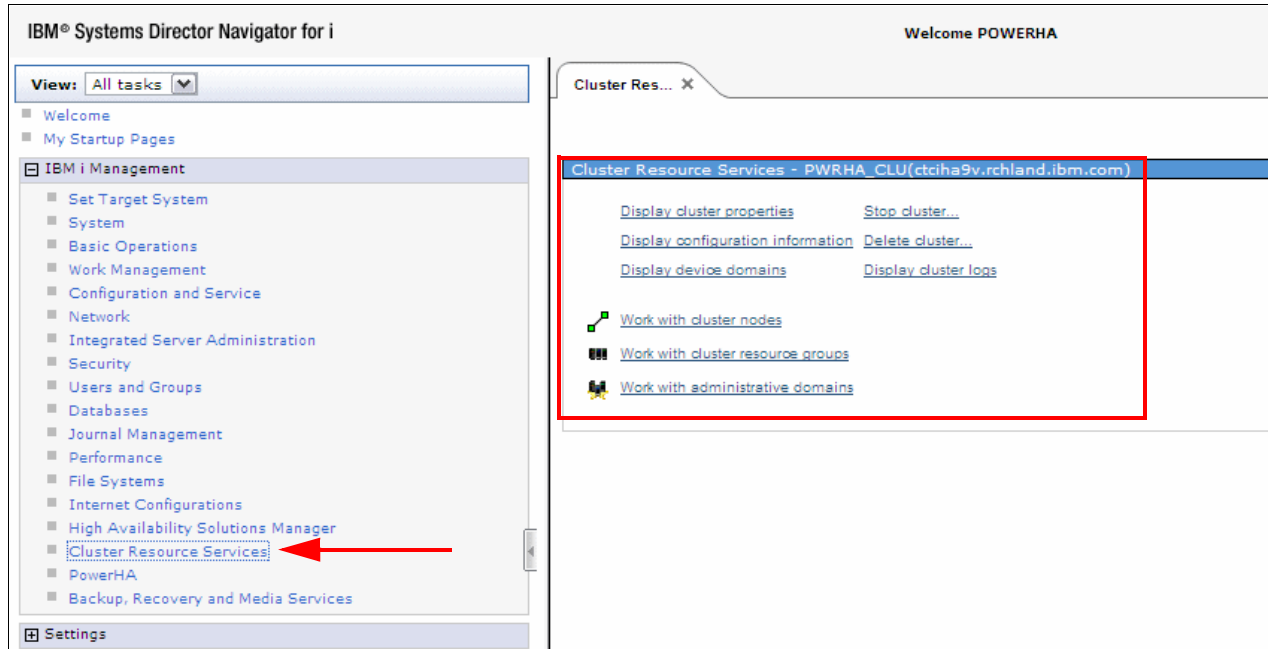 IBM® Systems Director Navigator for i
Welcome POWERHA
View: All tasks
Welcome
My Startup Pages
IBM i Management
Set Target System
System
Basic Operations
Work Management
Configuration and Service
Network
Integrated Server Administration
Security
Users and Groups
Databases
Journal Management
Performance
File Systems
Internet Configurations
High Availability Solutions Manager
Cluster Resource Services
PowerHA
Backup, Recovery and Media Services
Settings
Cluster Res...
Cluster Resource Services - PWRHA_CLU(ctciha9v.rchland.ibm.com)
Display cluster properties Stop cluster...
Display configuration information Delete cluster...
Display device domains Display cluster logs
Work with cluster nodes
Work with cluster resource groups
Work with administrative domains